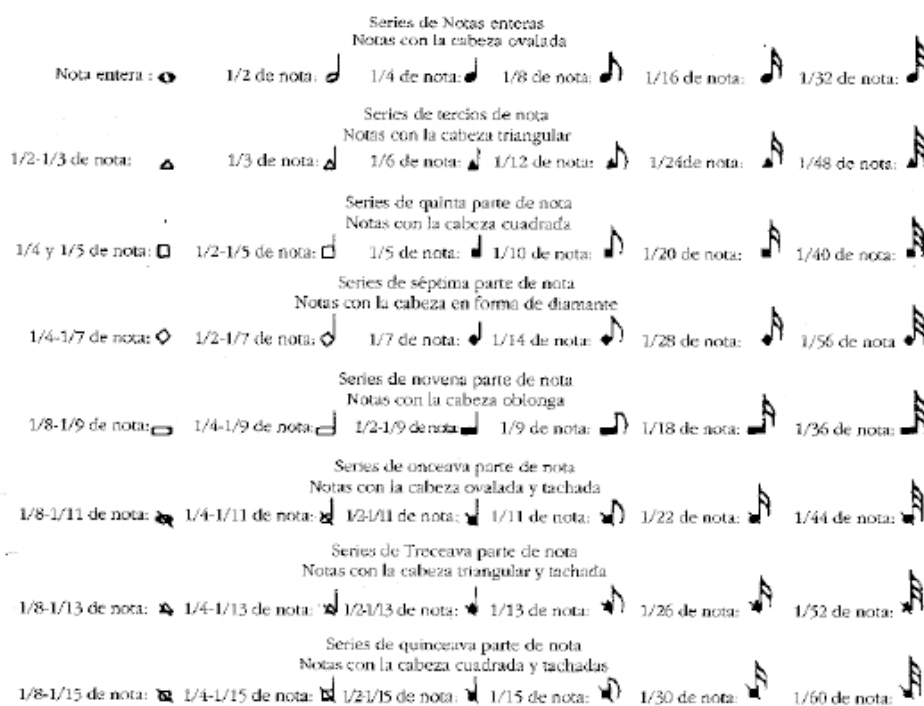 Series de Notas enteras
Notas con la cabeza ovalada
Nota entera : 1/2 de nota: 1/4 de nota: 1/8 de nota: 1/16 de nota: 1/32 de nota:
Series de tercios de nota
Notas con la cabeza triangular
1/2-1/3 de nota: 1/3 de nota: 1/6 de nota: 1/12 de nota: 1/24de nota: 1/48 de nota:
Series de quinta parte de nota
Notas con la cabeza cuadrada
1/4 y 1/5 de nota: 1/2-1/5 de nota: 1/5 de nota: 1/10 de nota: 1/20 de nota: 1/40 de nota:
Series de séptima parte de nota
Notas con la cabeza en forma de diamante
1/4-1/7 de nota: 1/2-1/7 de nota: 1/7 de nota: 1/14 de nota: 1/28 de nota: 1/56 de nota
Series de novena parte de nota
Notas con la cabeza oblonga
1/8-1/9 de nota: 1/4-1/9 de nota: 1/2-1/9 de nota: 1/9 de nota: 1/18 de nota: 1/36 de nota:
Series de onceava parte de nota
Notas con la cabeza ovalada y tachada
1/8-1/11 de nota: 1/4-1/11 de nota: 1/2-1/11 de nota: 1/11 de nota: 1/22 de nota: 1/44 de nota:
Series de Treceava parte de nota
Notas con la cabeza triangular y tachada
1/8-1/13 de nota: 1/4-1/13 de nota: 1/2-1/13 de nota: 1/13 de nota: 1/26 de nota: 1/52 de nota:
Series de quinceava parte de nota
Notas con la cabeza cuadrada y tachadas
1/8-1/15 de nota: 1/4-1/15 de nota: 1/2-1/15 de nota: 1/15 de nota: 1/30 de nota: 1/60 de nota: